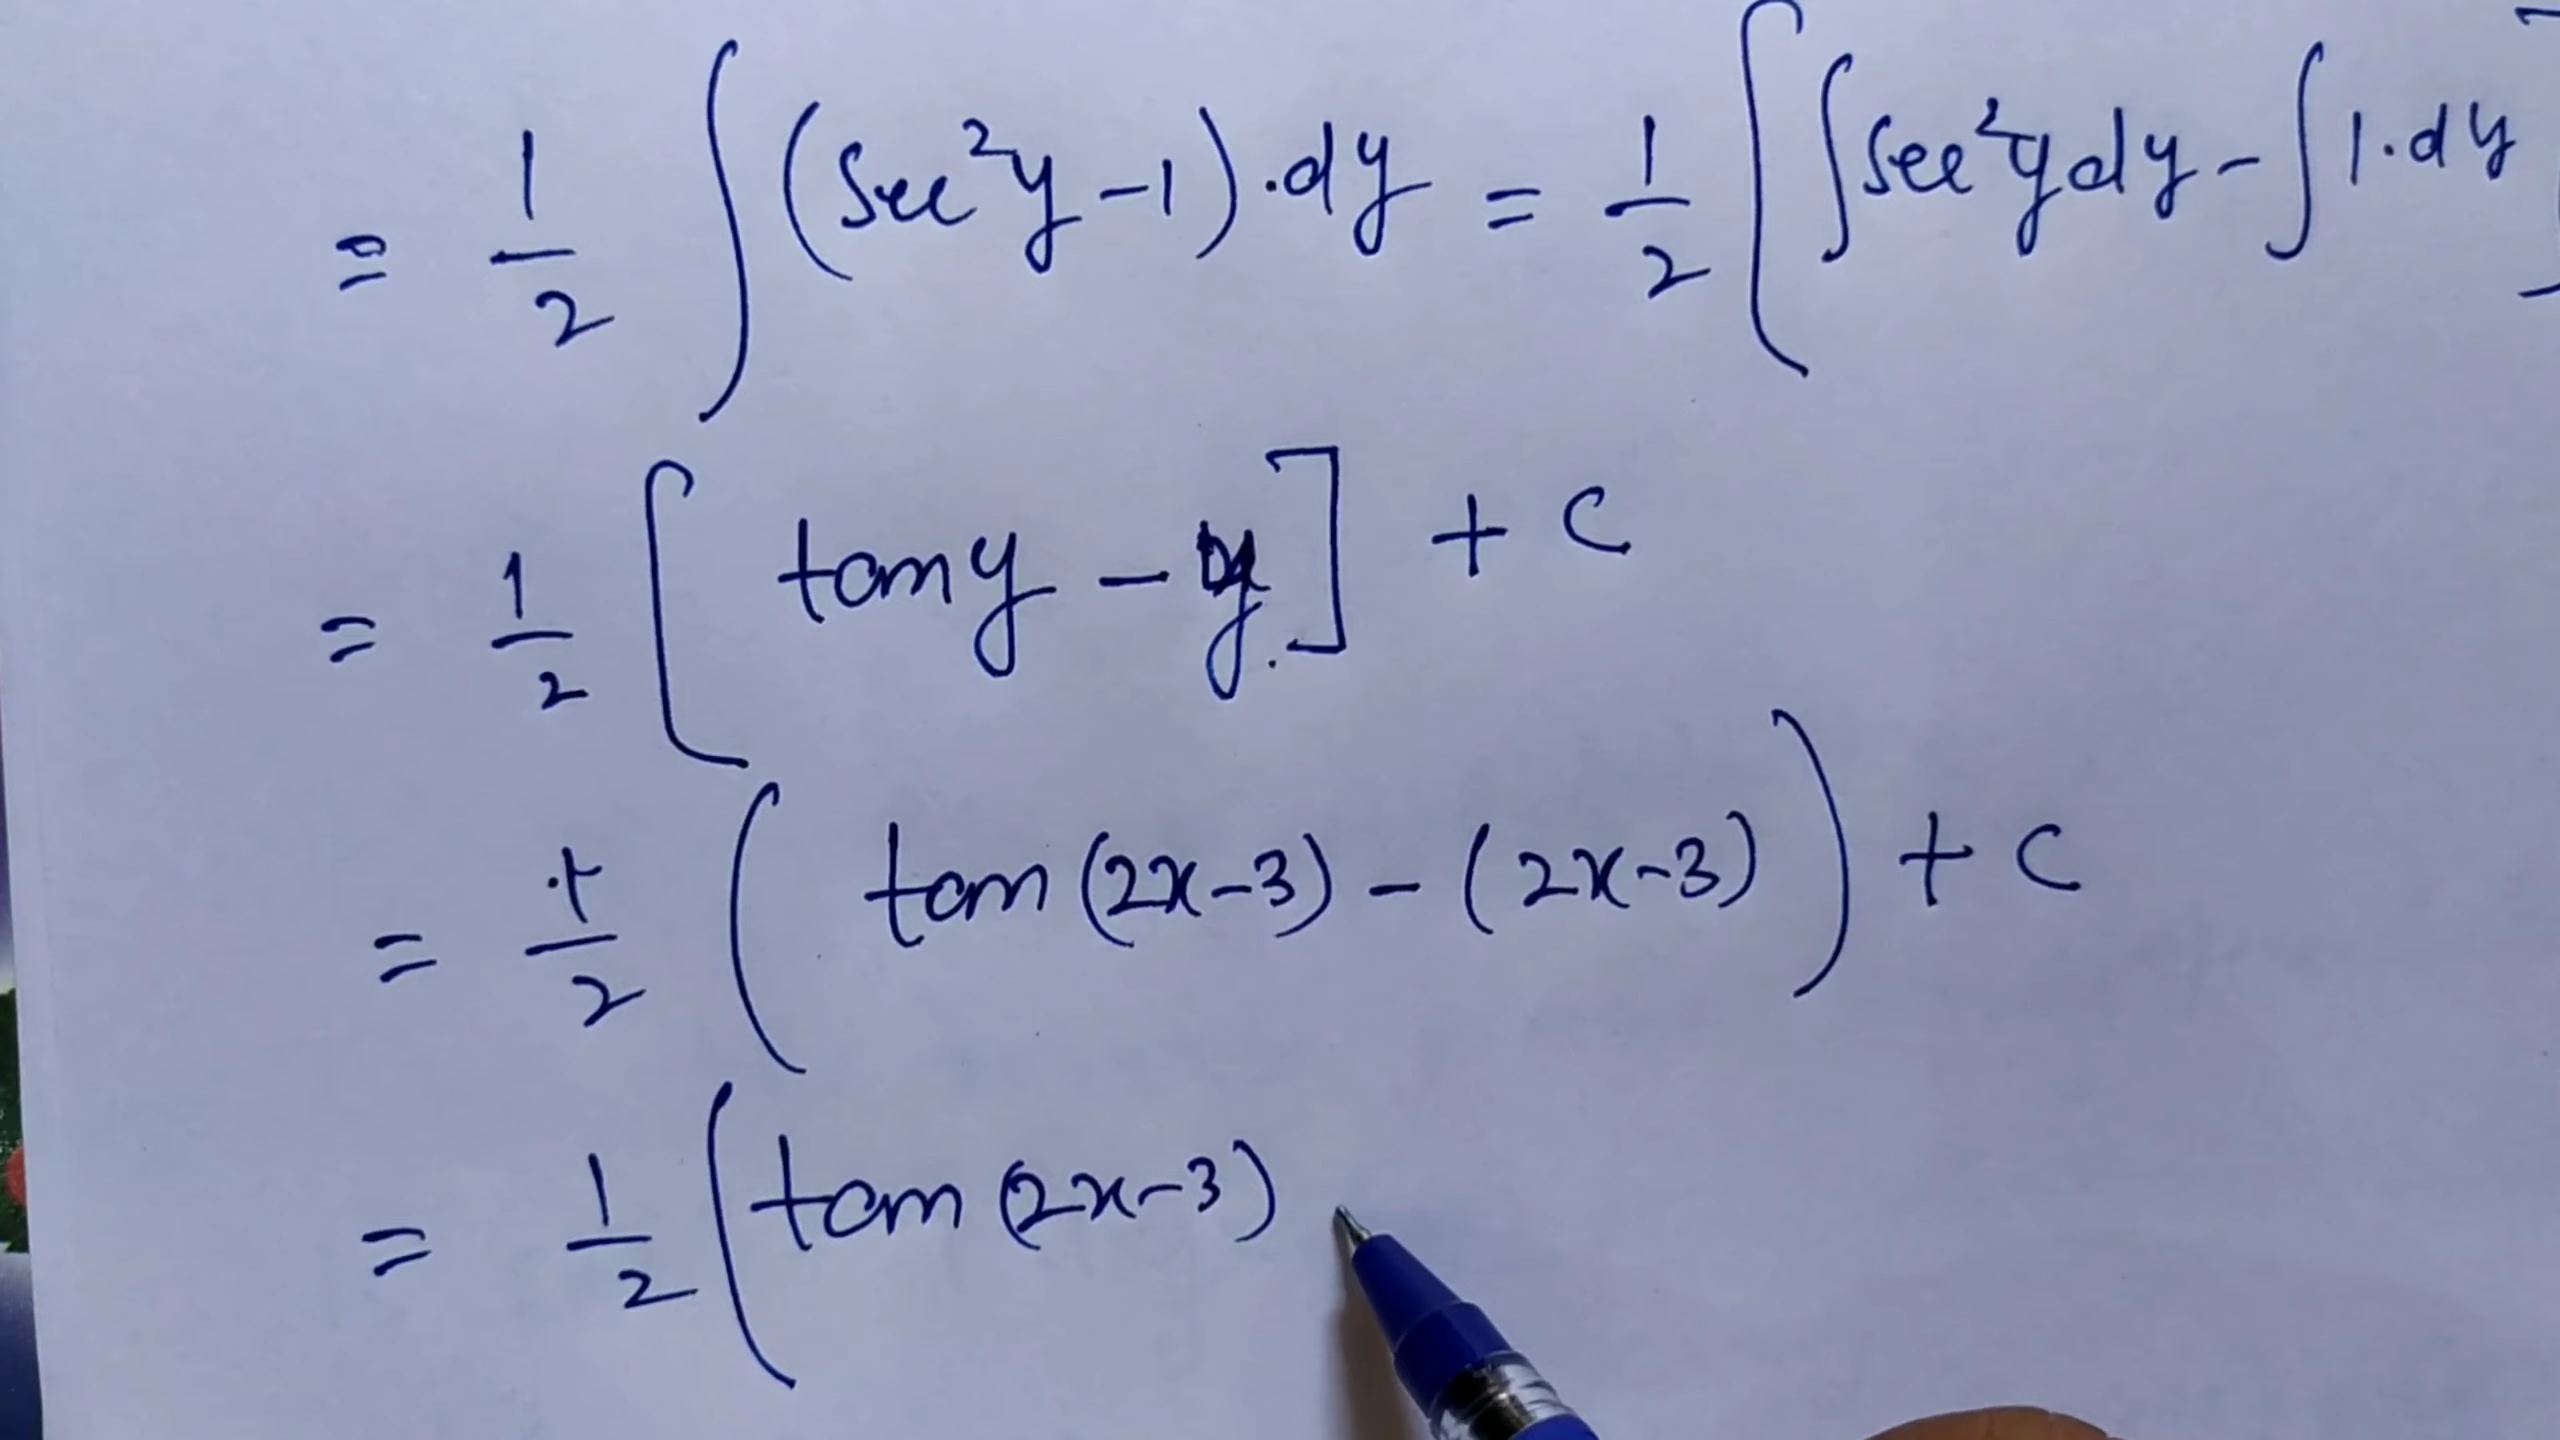 = 1/2 ∫ (Sec²y - 1) . dy = 1/2 [ ∫ Sec²y dy - ∫ 1 . dy ]
= 1/2 [ tan y - y ] + c
= 1/2 ( tan (2x-3) - (2x-3) ) + c
= 1/2 ( tan (2x-3)